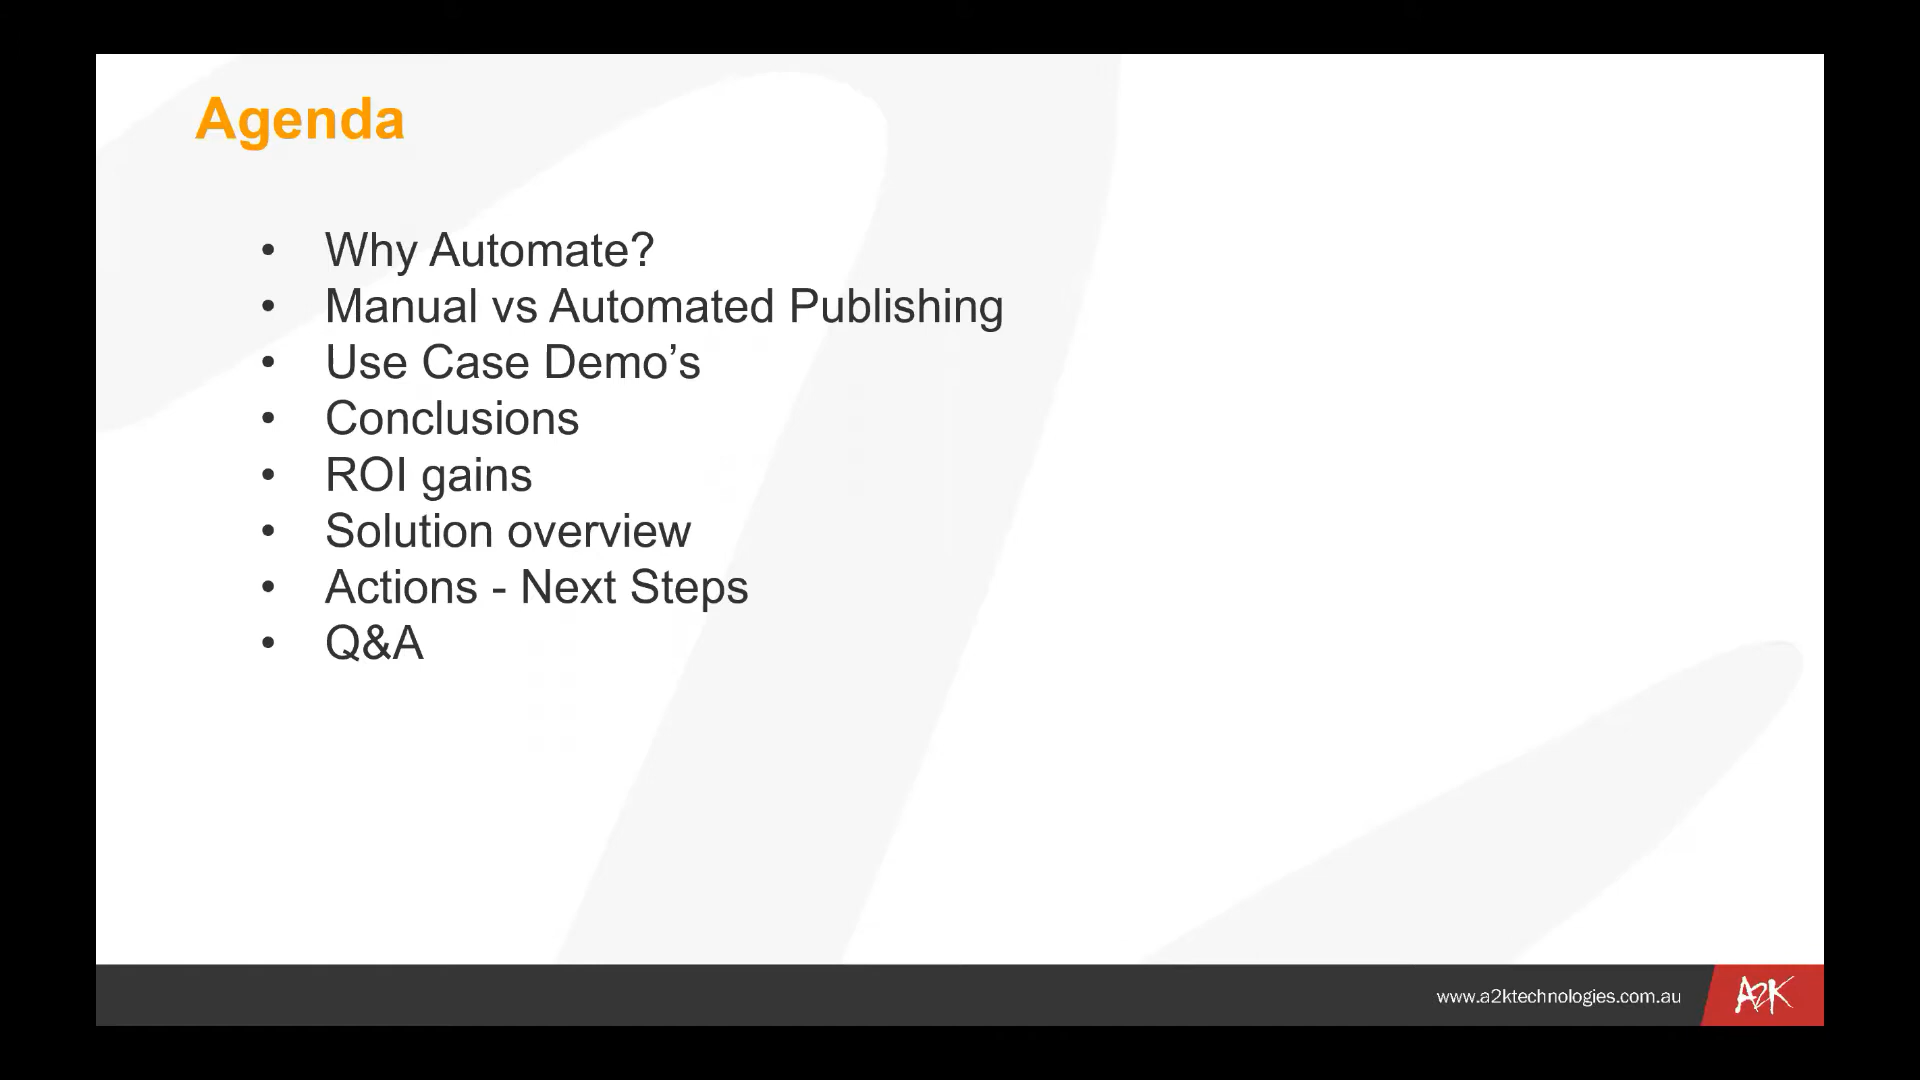 Agenda
• Why Automate?
• Manual vs Automated Publishing
• Use Case Demo’s
• Conclusions
• ROI gains
• Solution overview
• Actions - Next Steps
• Q&A
www.a2ktechnologies.com.au
A2K